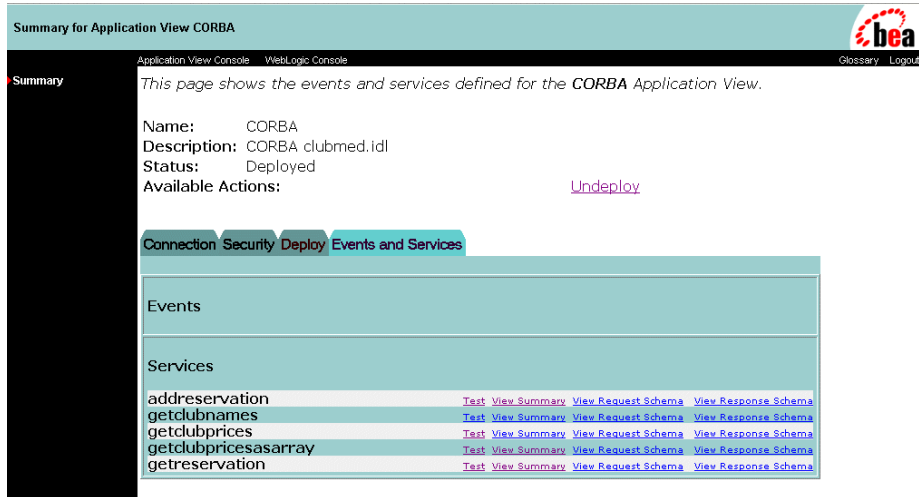 Summary for Application View CORBA
bea
Application View Console WebLogic Console Glossary Logout
Summary
This page shows the events and services defined for the CORBA Application View.
Name: CORBA
Description: CORBA clubmed.idl
Status: Deployed
Available Actions: Undeploy
Connection Security Deploy Events and Services
Events
Services
addreservation Test View Summary View Request Schema View Response Schema
getclubnames Test View Summary View Request Schema View Response Schema
getclubprices Test View Summary View Request Schema View Response Schema
getclubpricesasarray Test View Summary View Request Schema View Response Schema
getreservation Test View Summary View Request Schema View Response Schema